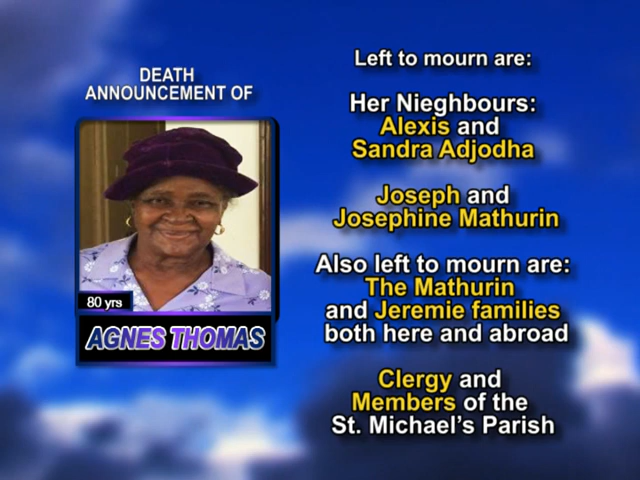 DEATH
ANNOUNCEMENT OF
80 yrs
AGNES THOMAS
Left to mourn are:
Her Nieghbours:
Alexis and
Sandra Adjodha
Joseph and
Josephine Mathurin
Also left to mourn are:
The Mathurin
and Jeremie families
both here and abroad
Clergy and
Members of the
St. Michael's Parish